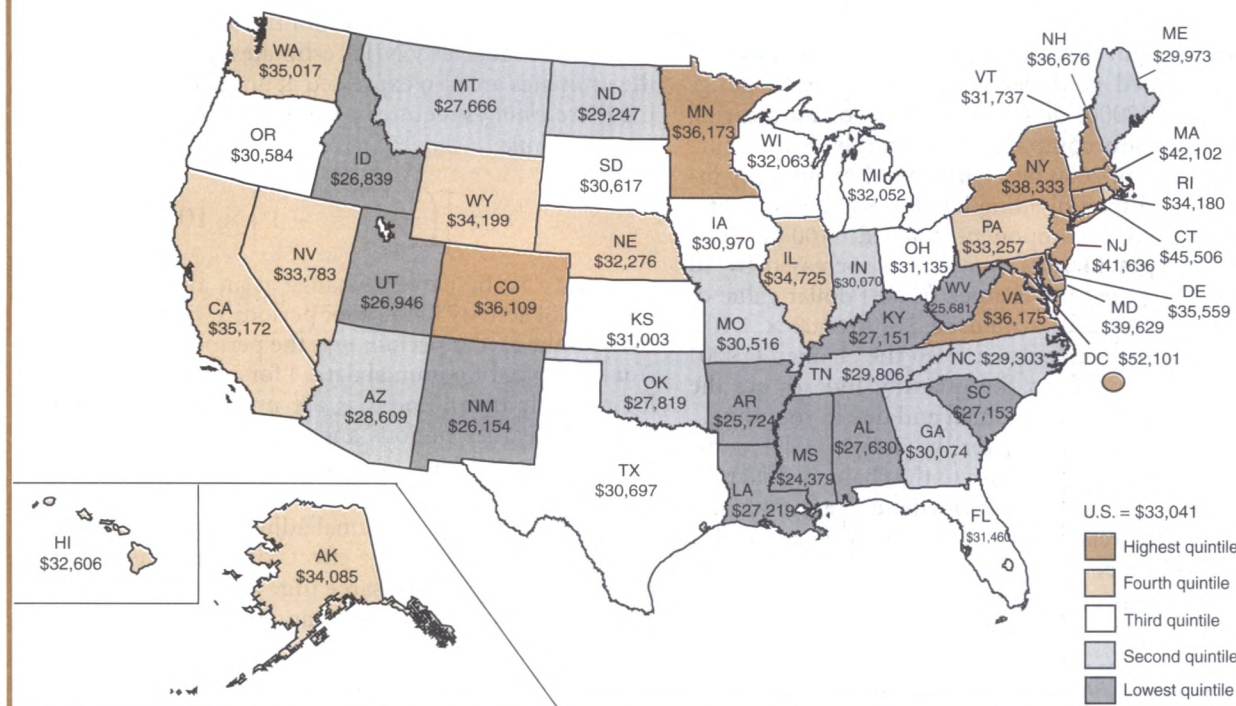 WA
$35,017
OR
$30,584
CA
$35,172
NV
$33,783
ID
$26,839
MT
$27,666
WY
$34,199
UT
$26,946
CO
$36,109
AZ
$28,609
NM
$26,154
ND
$29,247
SD
$30,617
NE
$32,276
KS
$31,003
OK
$27,819
TX
$30,697
MN
$36,173
IA
$30,970
MO
$30,516
AR
$25,724
LA
$27,219
WI
$32,063
IL
$34,725
MI
$32,052
IN
$30,070
OH
$31,135
KY
$27,151
TN $29,806
MS
$24,379
AL
$27,630
GA
$30,074
FL
$31,460
SC
$27,153
NC $29,303
WV
$25,681
VA
$36,175
PA
$33,257
NY
$38,333
VT
$31,737
NH
$36,676
ME
$29,973
MA
$42,102
RI
$34,180
CT
$45,506
NJ
$41,636
DE
$35,559
MD
$39,629
DC $52,101
HI
$32,606
AK
$34,085
U.S. = $33,041
Highest quintile
Fourth quintile
Third quintile
Second quintile
Lowest quintile